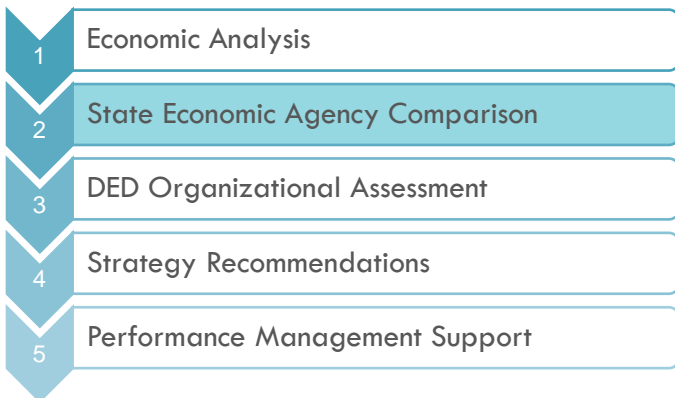 1 Economic Analysis
2 State Economic Agency Comparison
3 DED Organizational Assessment
4 Strategy Recommendations
5 Performance Management Support